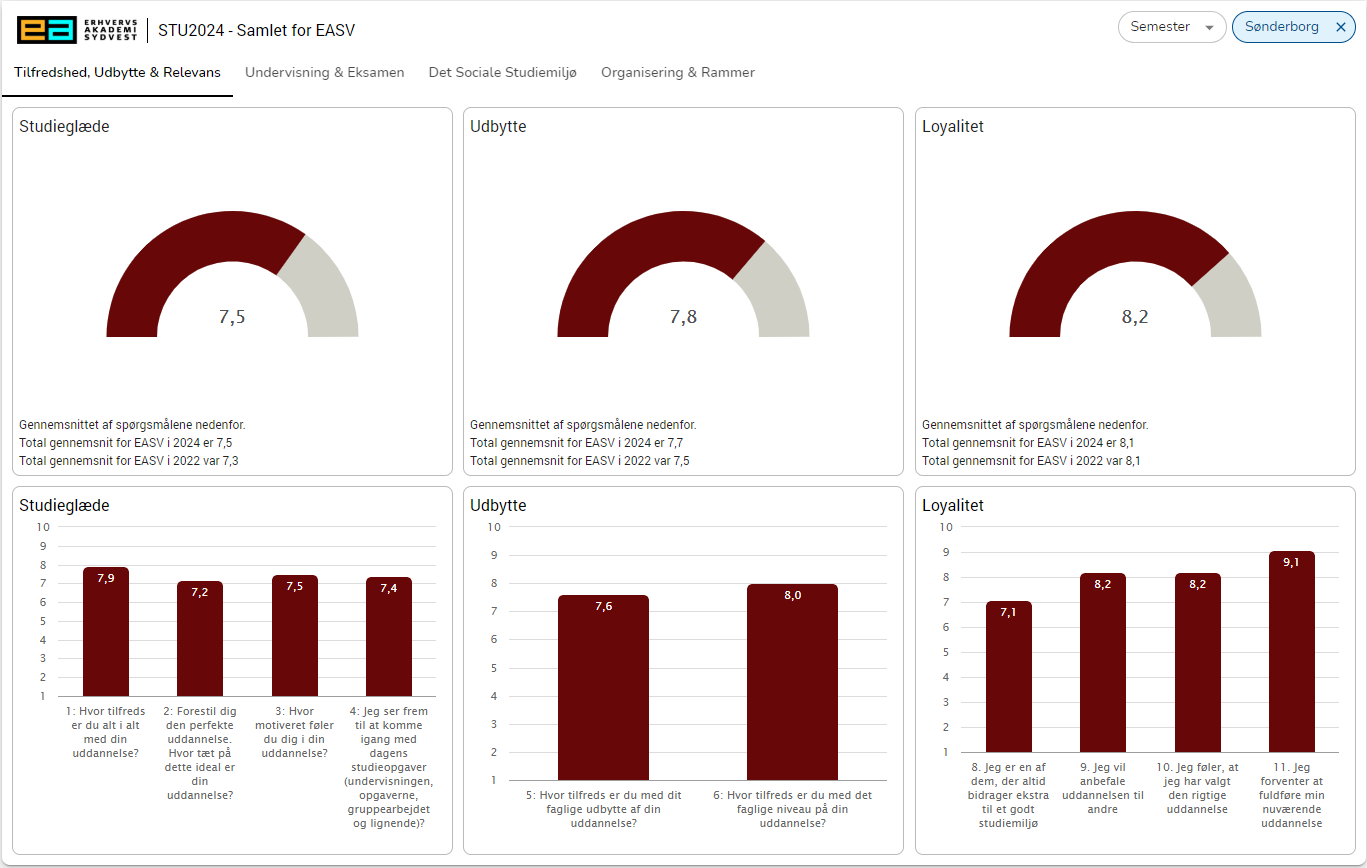 ea ERHVERVS
AKADEMI
SYDVEST
STU2024 - Samlet for EASV
Semester
Sønderborg ×
Tilfredshed, Udbytte & Relevans
Undervisning & Eksamen
Det Sociale Studiemiljø
Organisering & Rammer
Studieglæde
7,5
Gennemsnittet af spørgsmålene nedenfor.
Total gennemsnit for EASV i 2024 er 7,5
Total gennemsnit for EASV i 2022 var 7,3
Udbytte
7,8
Gennemsnittet af spørgsmålene nedenfor.
Total gennemsnit for EASV i 2024 er 7,7
Total gennemsnit for EASV i 2022 var 7,5
Loyalitet
8,2
Gennemsnittet af spørgsmålene nedenfor.
Total gennemsnit for EASV i 2024 er 8,1
Total gennemsnit for EASV i 2022 var 8,1
Studieglæde
10
9
8
7
6
5
4
3
2
1
7,9
7,2
7,5
7,4
1: Hvor tilfreds
er du alt i alt
med din
uddannelse?
2: Forestil dig
den perfekte
uddannelse.
Hvor tæt på
dette ideal er
din
uddannelse?
3: Hvor
motiveret føler
du dig i din
uddannelse?
4: Jeg ser frem
til at komme
igang med
dagens
studieopgaver
(undervisningen,
opgaverne,
gruppearbejdet
og lignende)?
Udbytte
10
9
8
7
6
5
4
3
2
1
7,6
8,0
5: Hvor tilfreds er du med dit
faglige udbytte af din
uddannelse?
6: Hvor tilfreds er du med det
faglige niveau på din
uddannelse?
Loyalitet
10
9
8
7
6
5
4
3
2
1
7,1
8,2
8,2
9,1
8. Jeg er en af
dem, der altid
bidrager ekstra
til et godt
studiemiljø
9. Jeg vil
anbefale
uddannelsen til
andre
10. Jeg føler, at
jeg har valgt
den rigtige
uddannelse
11. Jeg
forventer at
fuldføre min
nuværende
uddannelse